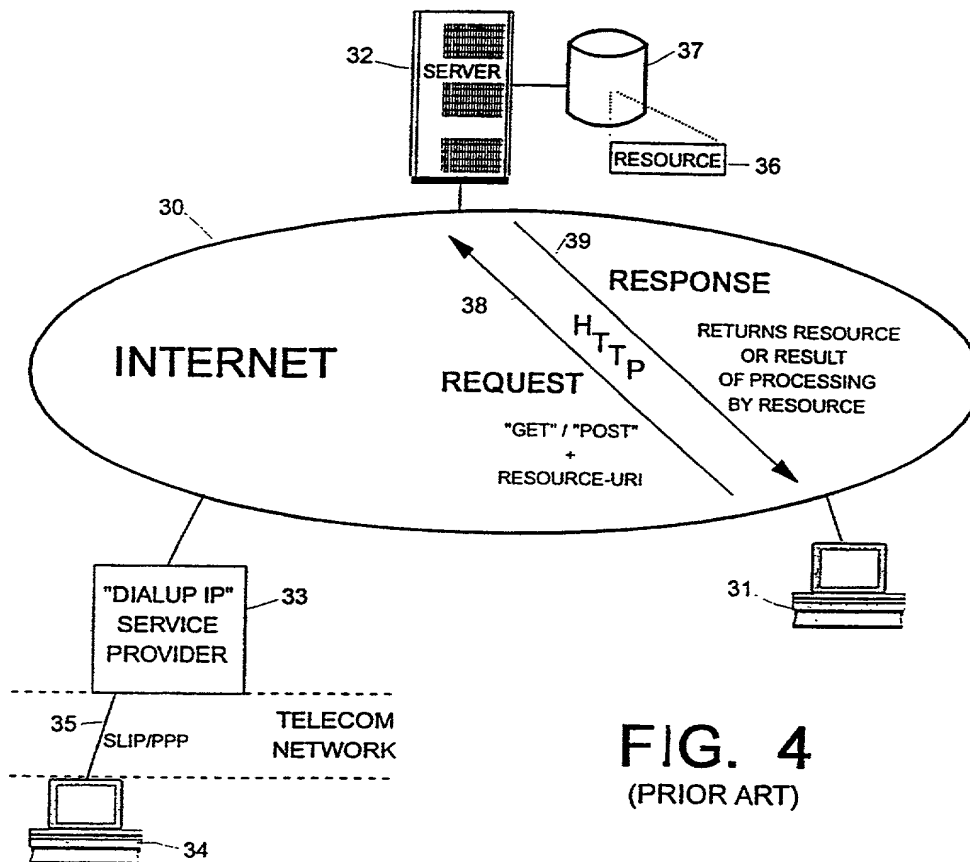 32
SERVER
37
RESOURCE
36
30
39
RESPONSE
38
HTTP
RETURNS RESOURCE
OR RESULT
OF PROCESSING
BY RESOURCE
INTERNET
REQUEST
"GET" / "POST"
+
RESOURCE-URI
"DIALUP IP"
SERVICE
PROVIDER
33
31
35
SLIP/PPP
TELECOM
NETWORK
34
FIG. 4
(PRIOR ART)